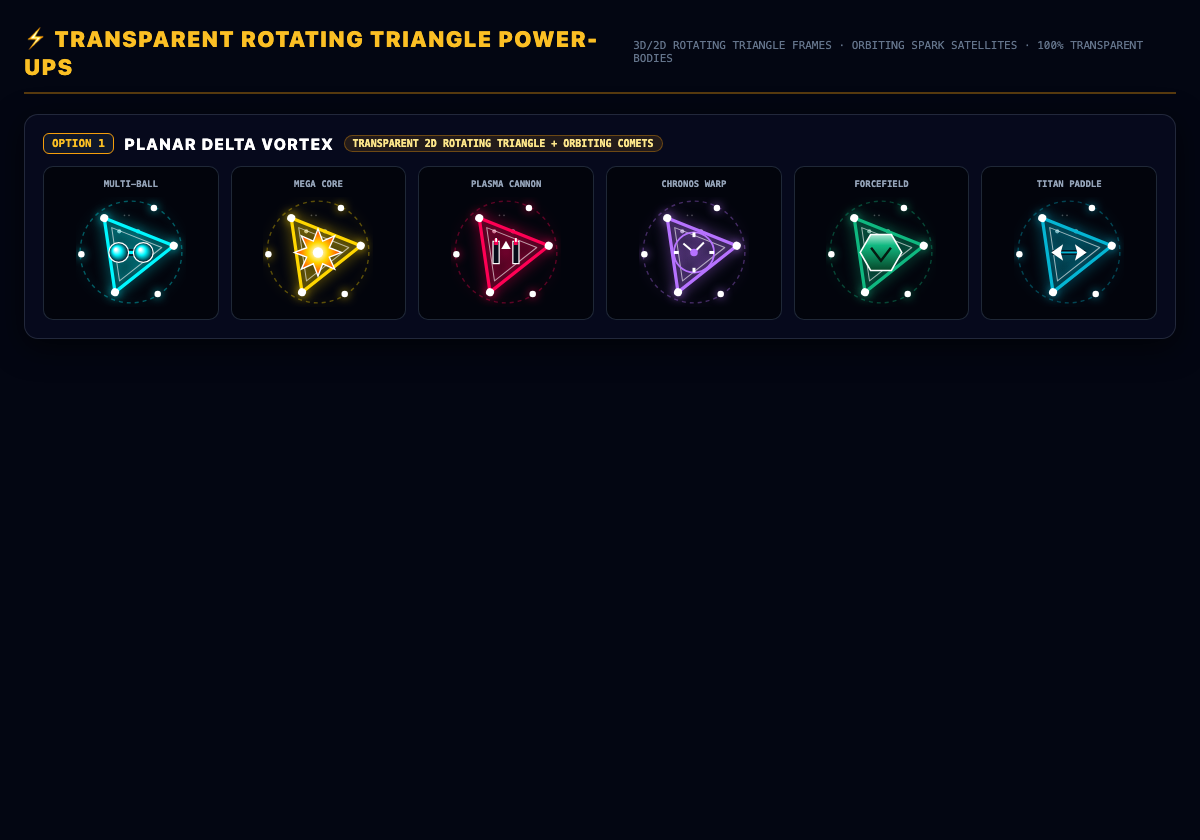 ⚡ TRANSPARENT ROTATING TRIANGLE POWER-
UPS
3D/2D ROTATING TRIANGLE FRAMES · ORBITING SPARK SATELLITES · 100% TRANSPARENT
BODIES
OPTION 1 PLANAR DELTA VORTEX TRANSPARENT 2D ROTATING TRIANGLE + ORBITING COMETS
MULTI–BALL
MEGA CORE
PLASMA CANNON
CHRONOS WARP
FORCEFIELD
TITAN PADDLE